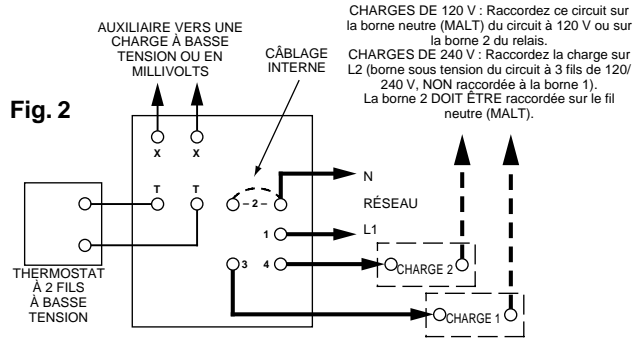 CHARGES DE 120 V : Raccordez ce circuit sur
la borne neutre (MALT) du circuit à 120 V ou sur
la borne 2 du relais.
CHARGES DE 240 V : Raccordez la charge sur
L2 (borne sous tension du circuit à 3 fils de 120/
240 V, NON raccordée à la borne 1).
La borne 2 DOIT ÊTRE raccordée sur le fil
neutre (MALT).
AUXILIAIRE VERS UNE
CHARGE À BASSE
TENSION OU EN
MILLIVOLTS
CÂBLAGE
INTERNE
Fig. 2
X X
T T
– 2 –
N
RÉSEAU
1
L1
3 4
CHARGE 2
CHARGE 1
THERMOSTAT
À 2 FILS
À BASSE
TENSION